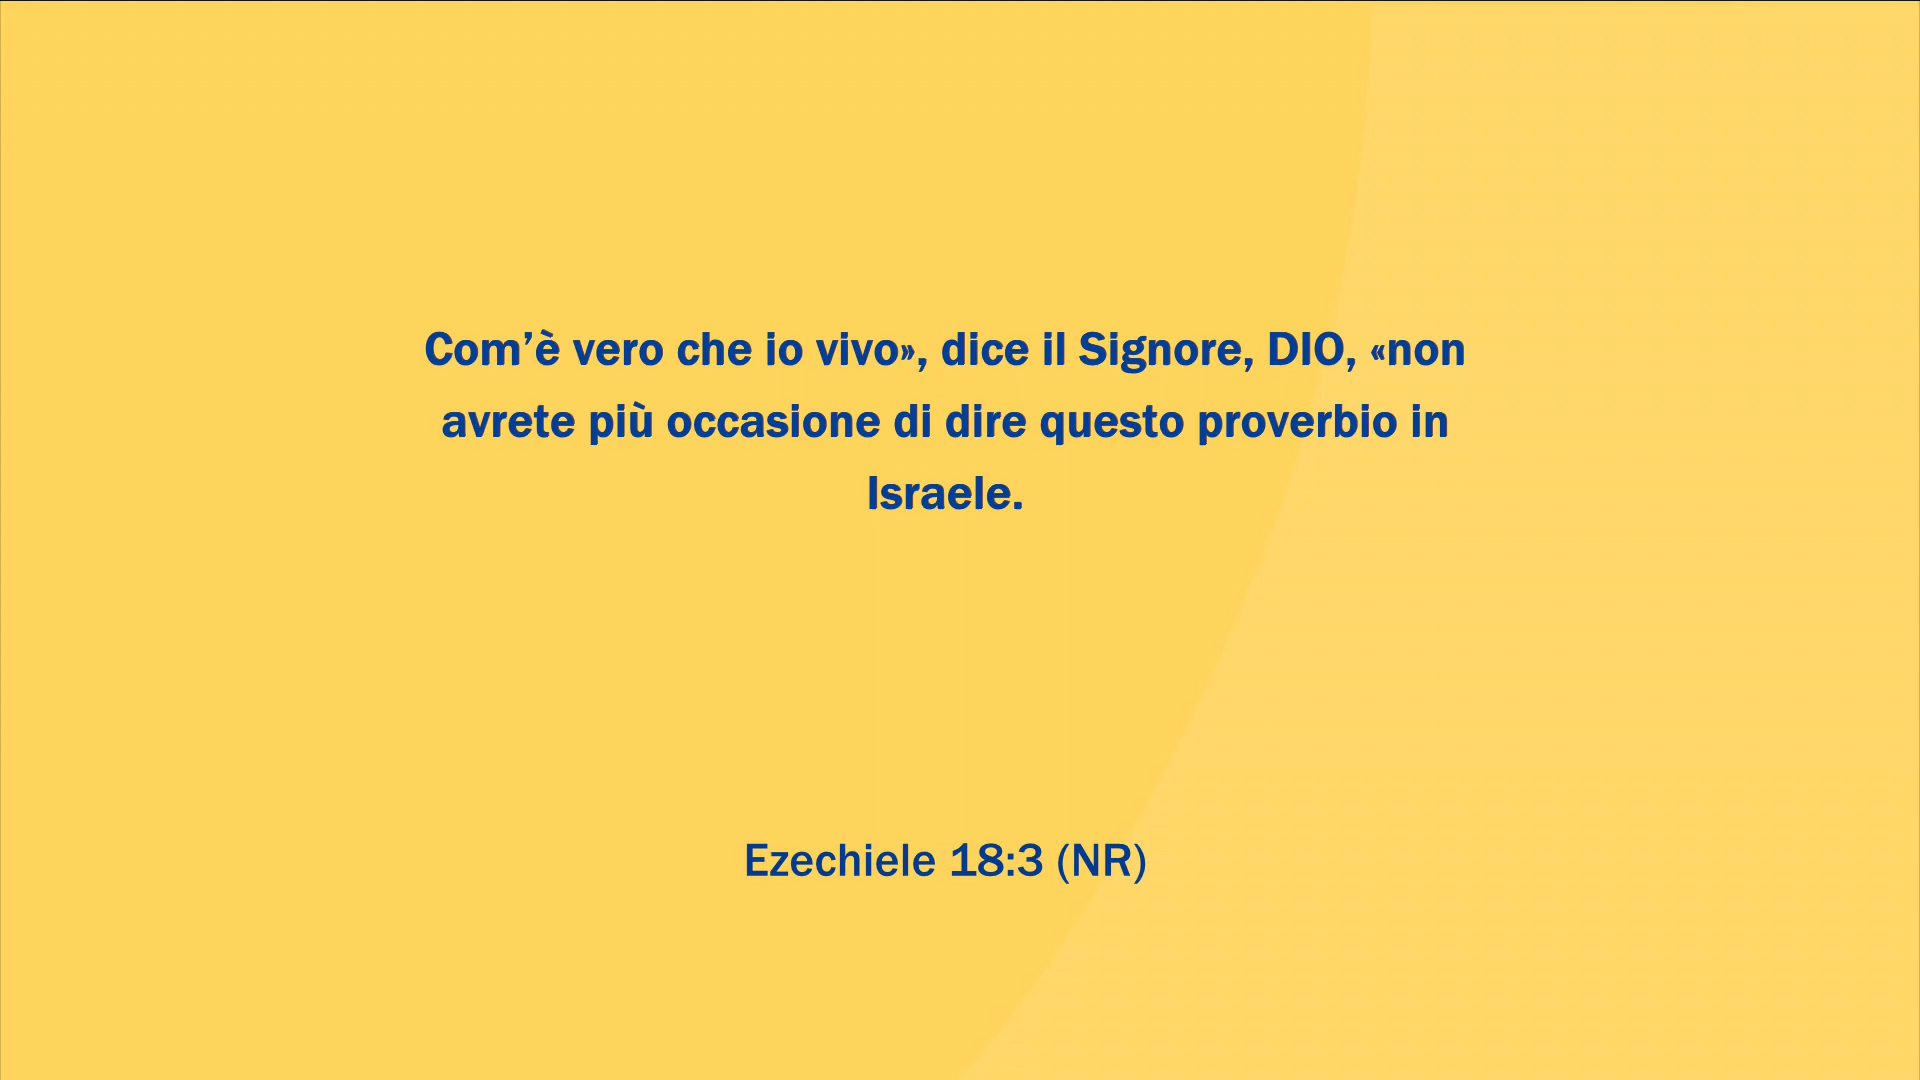 Com’è vero che io vivo», dice il Signore, DIO, «non
avrete più occasione di dire questo proverbio in
Israele.
Ezechiele 18:3 (NR)